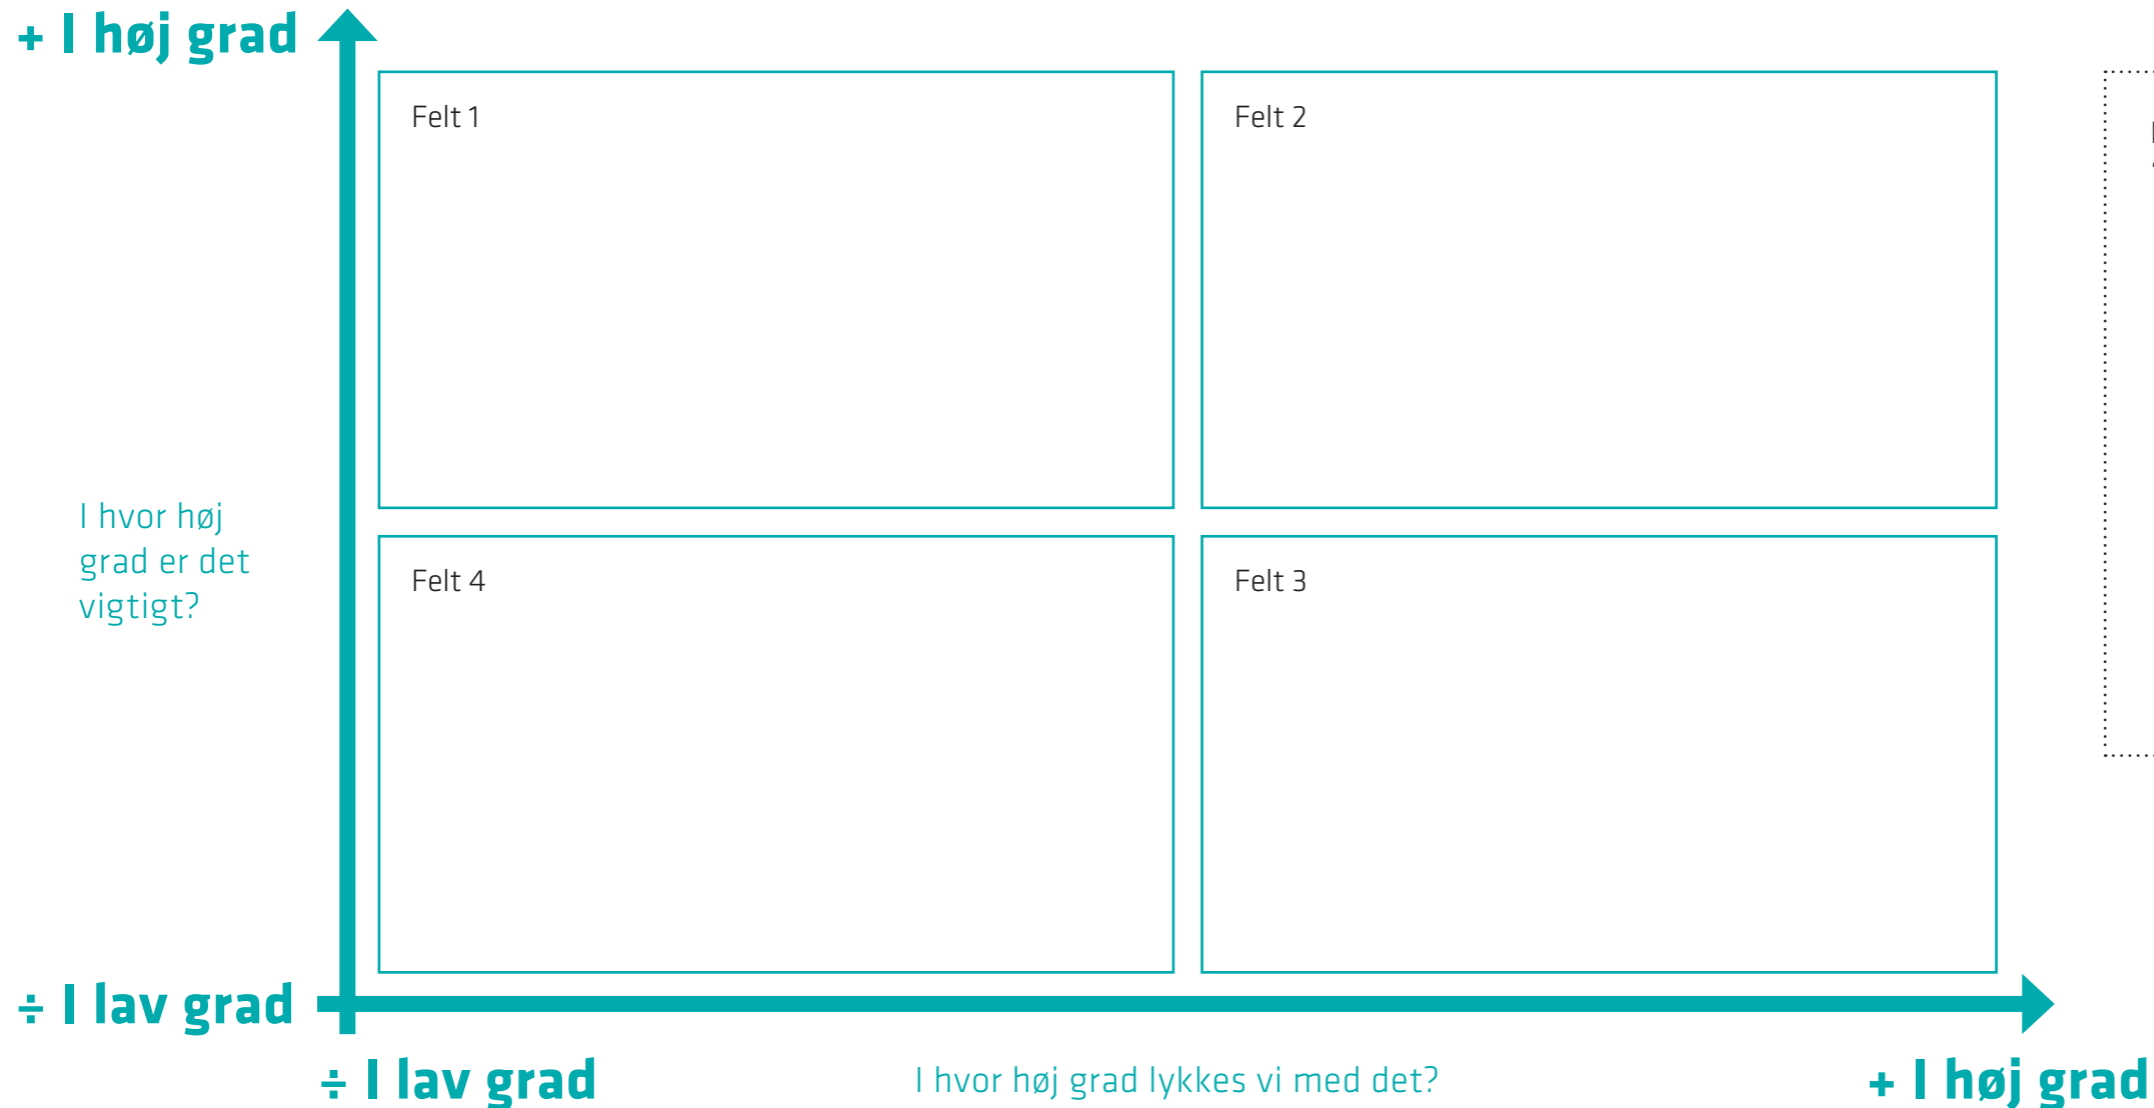 + I høj grad
Felt 1
Felt 2
I hvor høj
grad er det
vigtigt?
Felt 4
Felt 3
÷ I lav grad
÷ I lav grad
I hvor høj grad lykkes vi med det?
+ I høj grad